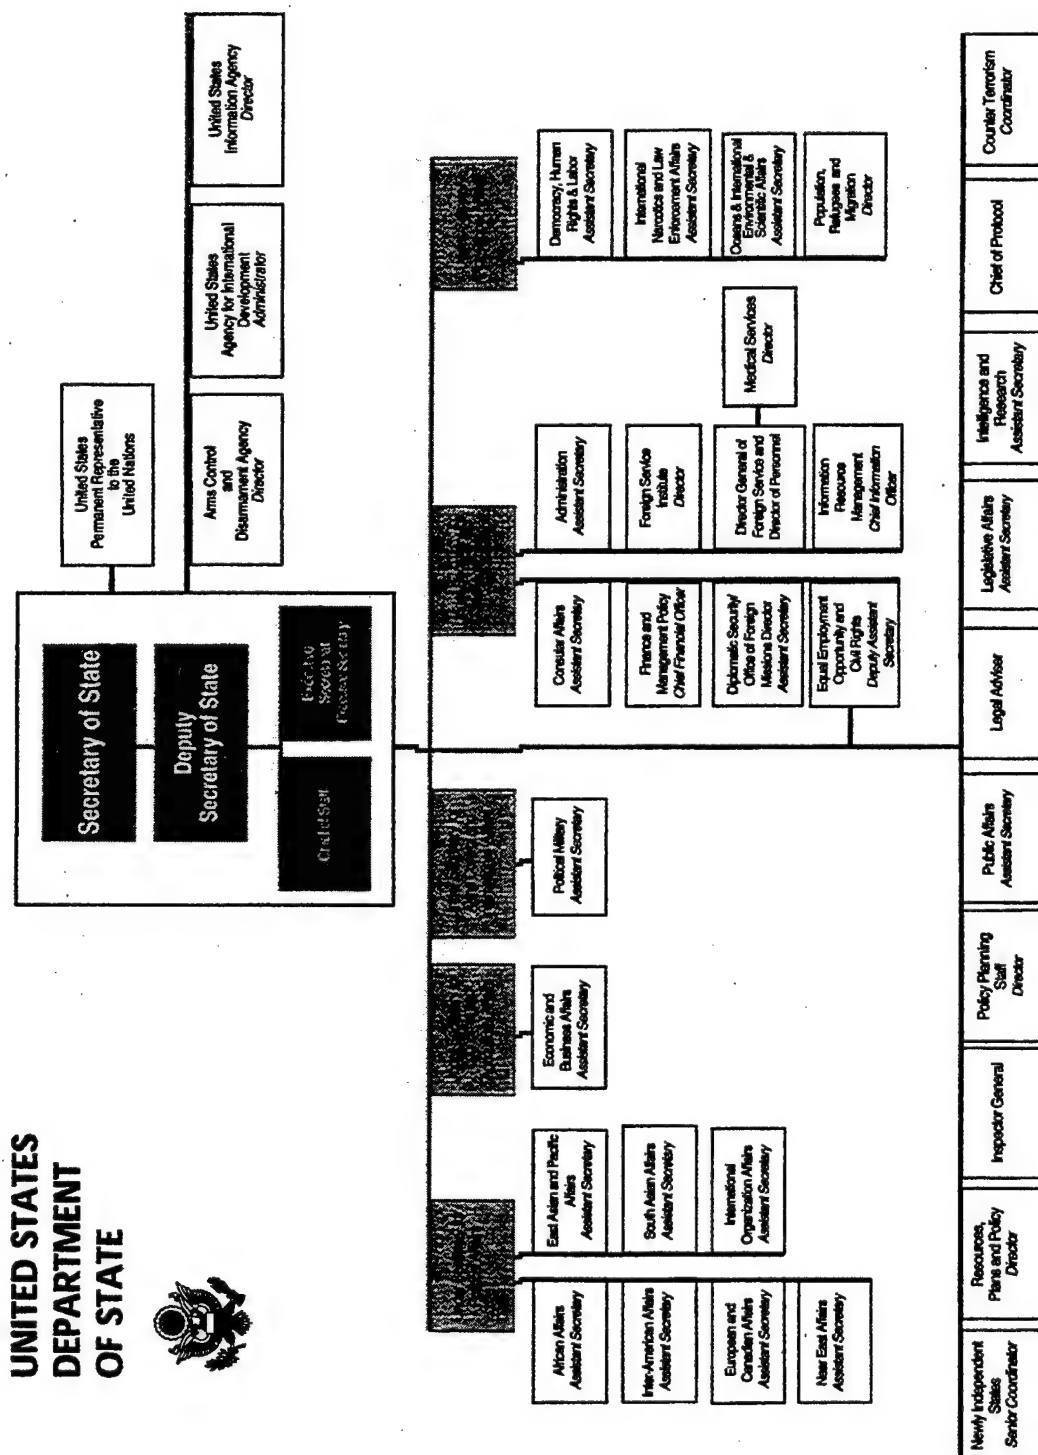 UNITED STATES
DEPARTMENT
OF STATE
Secretary of State
Deputy
Secretary of State
Chief of Staff
Executive
Secretariat
Executive Secretary
United States
Permanent Representative
to the
United Nations
Arms Control
and
Disarmament Agency
Director
United States
Agency for International
Development
Administrator
United States
Information Agency
Director
African Affairs
Assistant Secretary
Inter-American Affairs
Assistant Secretary
European and
Canadian Affairs
Assistant Secretary
Near East Affairs
Assistant Secretary
East Asian and Pacific
Affairs
Assistant Secretary
South Asian Affairs
Assistant Secretary
International
Organization Affairs
Assistant Secretary
Economic and
Business Affairs
Assistant Secretary
Political Military
Assistant Secretary
Consular Affairs
Assistant Secretary
Finance and
Management Policy
Chief Financial Officer
Diplomatic Security/
Office of Foreign
Missions Director
Assistant Secretary
Equal Employment
Opportunity and
Civil Rights
Deputy Assistant
Secretary
Administration
Assistant Secretary
Foreign Service
Institute
Director
Director General of
Foreign Service and
Director of Personnel
Information
Resource
Management
Chief Information
Officer
Medical Services
Director
Democracy, Human
Rights & Labor
Assistant Secretary
International
Narcotics and Law
Enforcement Affairs
Assistant Secretary
Oceans & International
Environmental &
Scientific Affairs
Assistant Secretary
Population,
Refugees and
Migration
Director
Newly Independent
States
Senior Coordinator
Resources,
Plans and Policy
Director
Inspector General
Policy Planning
Staff
Director
Public Affairs
Assistant Secretary
Legal Adviser
Legislative Affairs
Assistant Secretary
Intelligence and
Research
Assistant Secretary
Chief of Protocol
Counter Terrorism
Coordinator